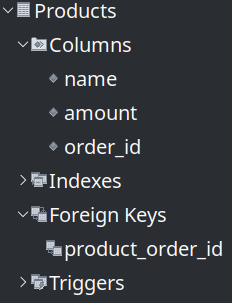 Products
Columns
name
amount
order_id
Indexes
Foreign Keys
product_order_id
Triggers